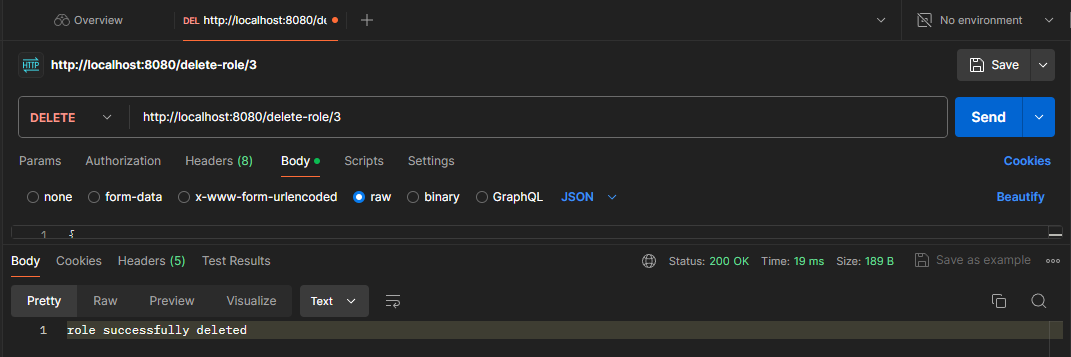 Overview
DEL http://localhost:8080/de
No environment
HTTP http://localhost:8080/delete-role/3
Save
DELETE http://localhost:8080/delete-role/3
Send
Params Authorization Headers (8) Body Scripts Settings Cookies
none form-data x-www-form-urlencoded raw binary GraphQL JSON Beautify
1 {
Body Cookies Headers (5) Test Results Status: 200 OK Time: 19 ms Size: 189 B Save as example
Pretty Raw Preview Visualize Text
1 role successfully deleted